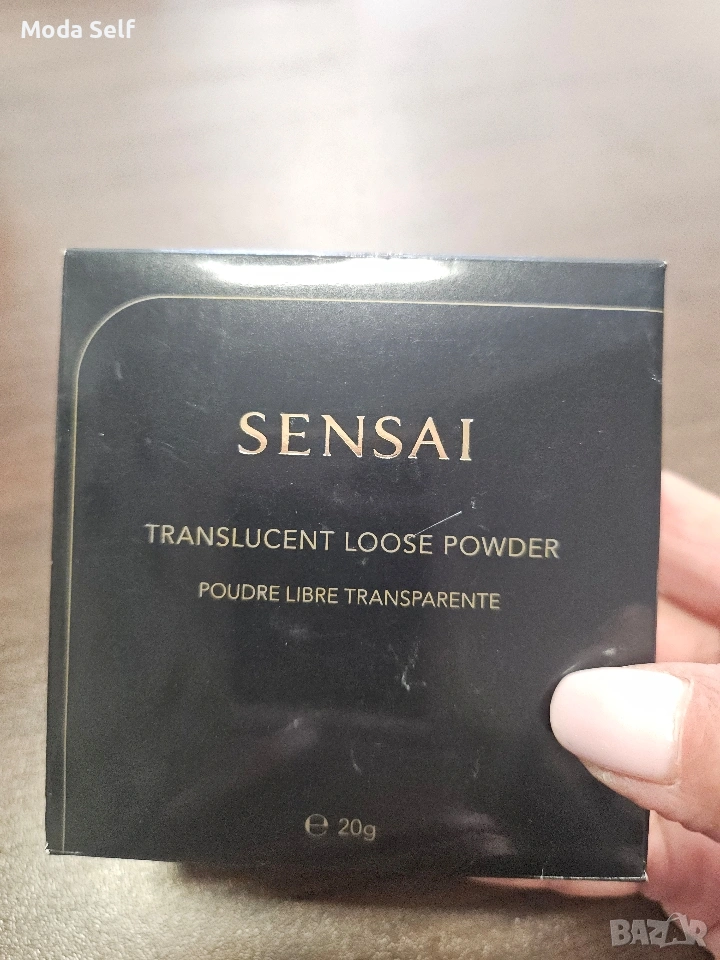 Moda Self
SENSAI
TRANSLUCENT LOOSE POWDER
POUDRE LIBRE TRANSPARENTE
℮ 20g
BAZAR